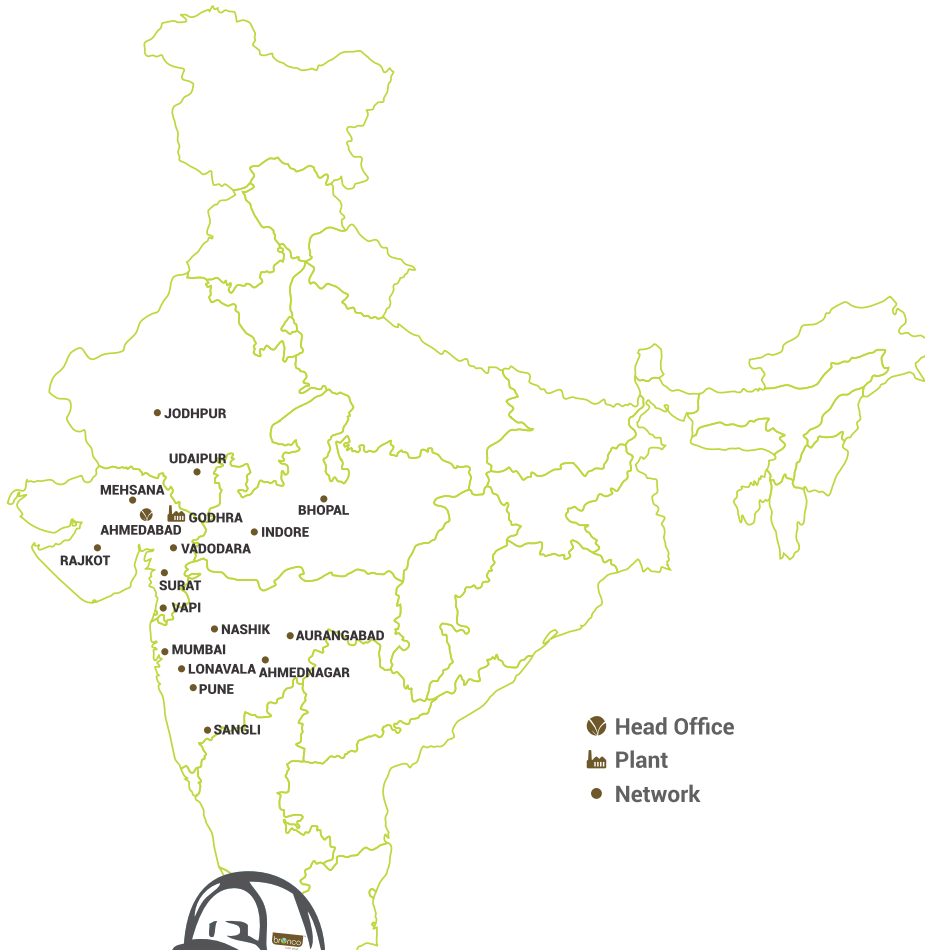 JODHPUR
UDAIPUR
MEHSANA
BHOPAL
GODHRA
AHMEDABAD
INDORE
VADODARA
RAJKOT
SURAT
VAPI
NASHIK
AURANGABAD
MUMBAI
LONAVALA
AHMEDNAGAR
PUNE
SANGLI
Head Office
Plant
Network
bronco